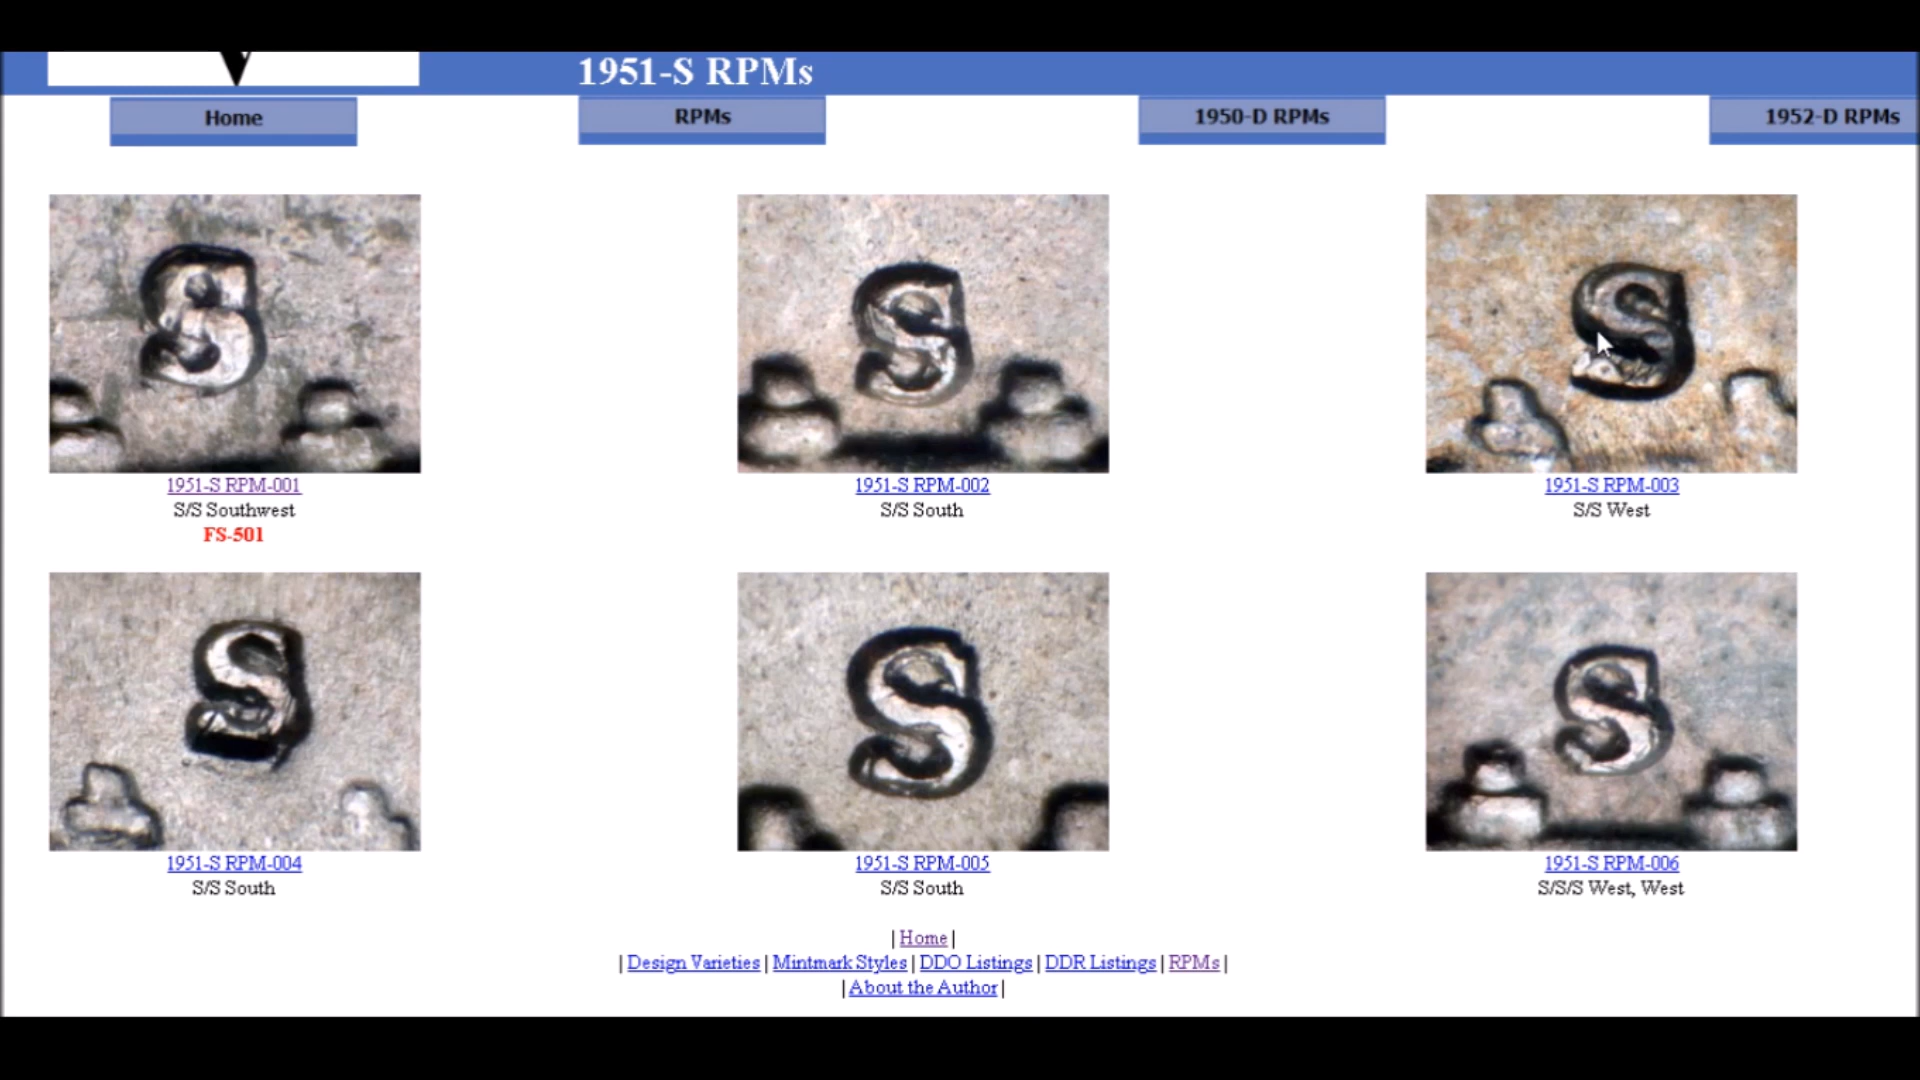 1951-S RPMs
Home
RPMs
1950-D RPMs
1952-D RPMs
S
S
S
1951-S RPM-001
1951-S RPM-002
1951-S RPM-003
S/S Southwest
S/S South
S/S West
FS-501
S
S
S
1951-S RPM-004
1951-S RPM-005
1951-S RPM-006
S/S South
S/S South
S/S/S West, West
| Home |
| Design Varieties | Mintmark Styles | DDO Listings | DDR Listings | RPMs |
| About the Author |